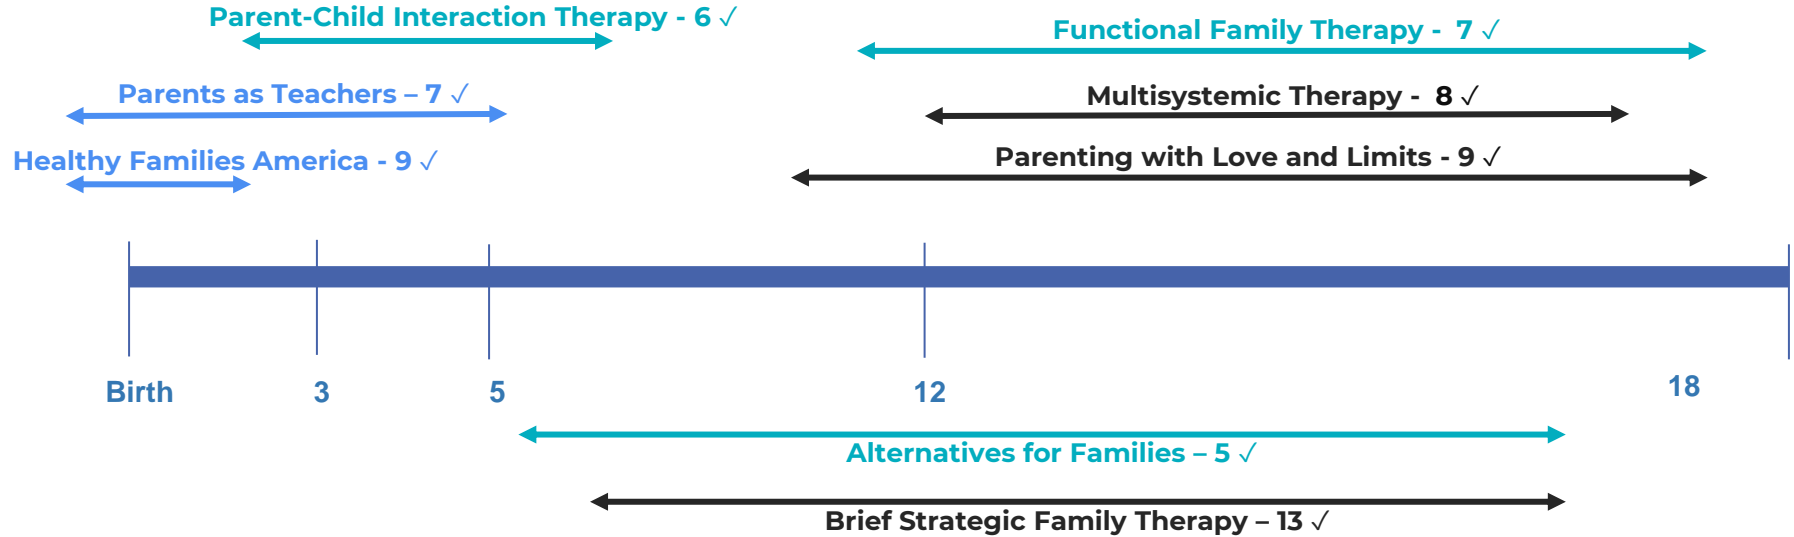 Parent-Child Interaction Therapy - 6 ✓
Functional Family Therapy -  7 ✓
Parents as Teachers – 7 ✓
Multisystemic Therapy -  8 ✓
Healthy Families America - 9 ✓
Parenting with Love and Limits - 9 ✓
Birth
3
5
12
18
Alternatives for Families – 5 ✓
Brief Strategic Family Therapy – 13 ✓